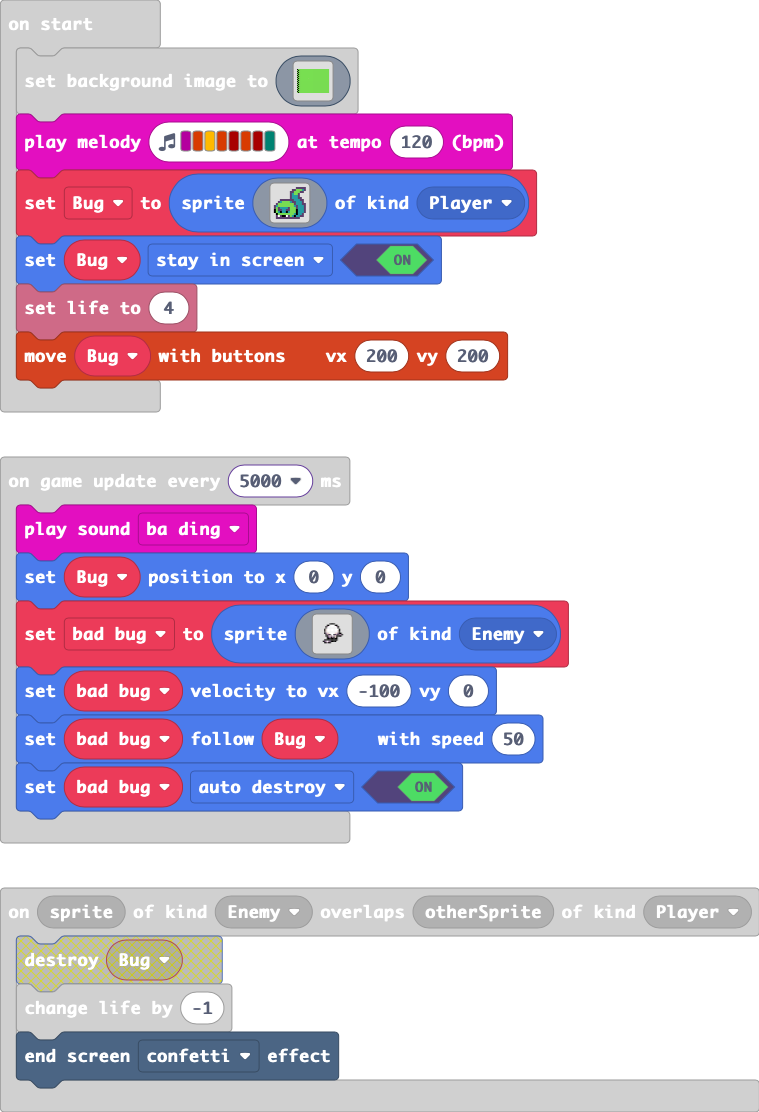 on start
set background image to
play melody at tempo 120 (bpm)
set Bug to sprite of kind Player
set Bug stay in screen ON
set life to 4
move Bug with buttons vx 200 vy 200
on game update every 5000 ms
play sound ba ding
set Bug position to x 0 y 0
set bad bug to sprite of kind Enemy
set bad bug velocity to vx -100 vy 0
set bad bug follow Bug with speed 50
set bad bug auto destroy ON
on sprite of kind Enemy overlaps otherSprite of kind Player
destroy Bug
change life by -1
end screen confetti effect